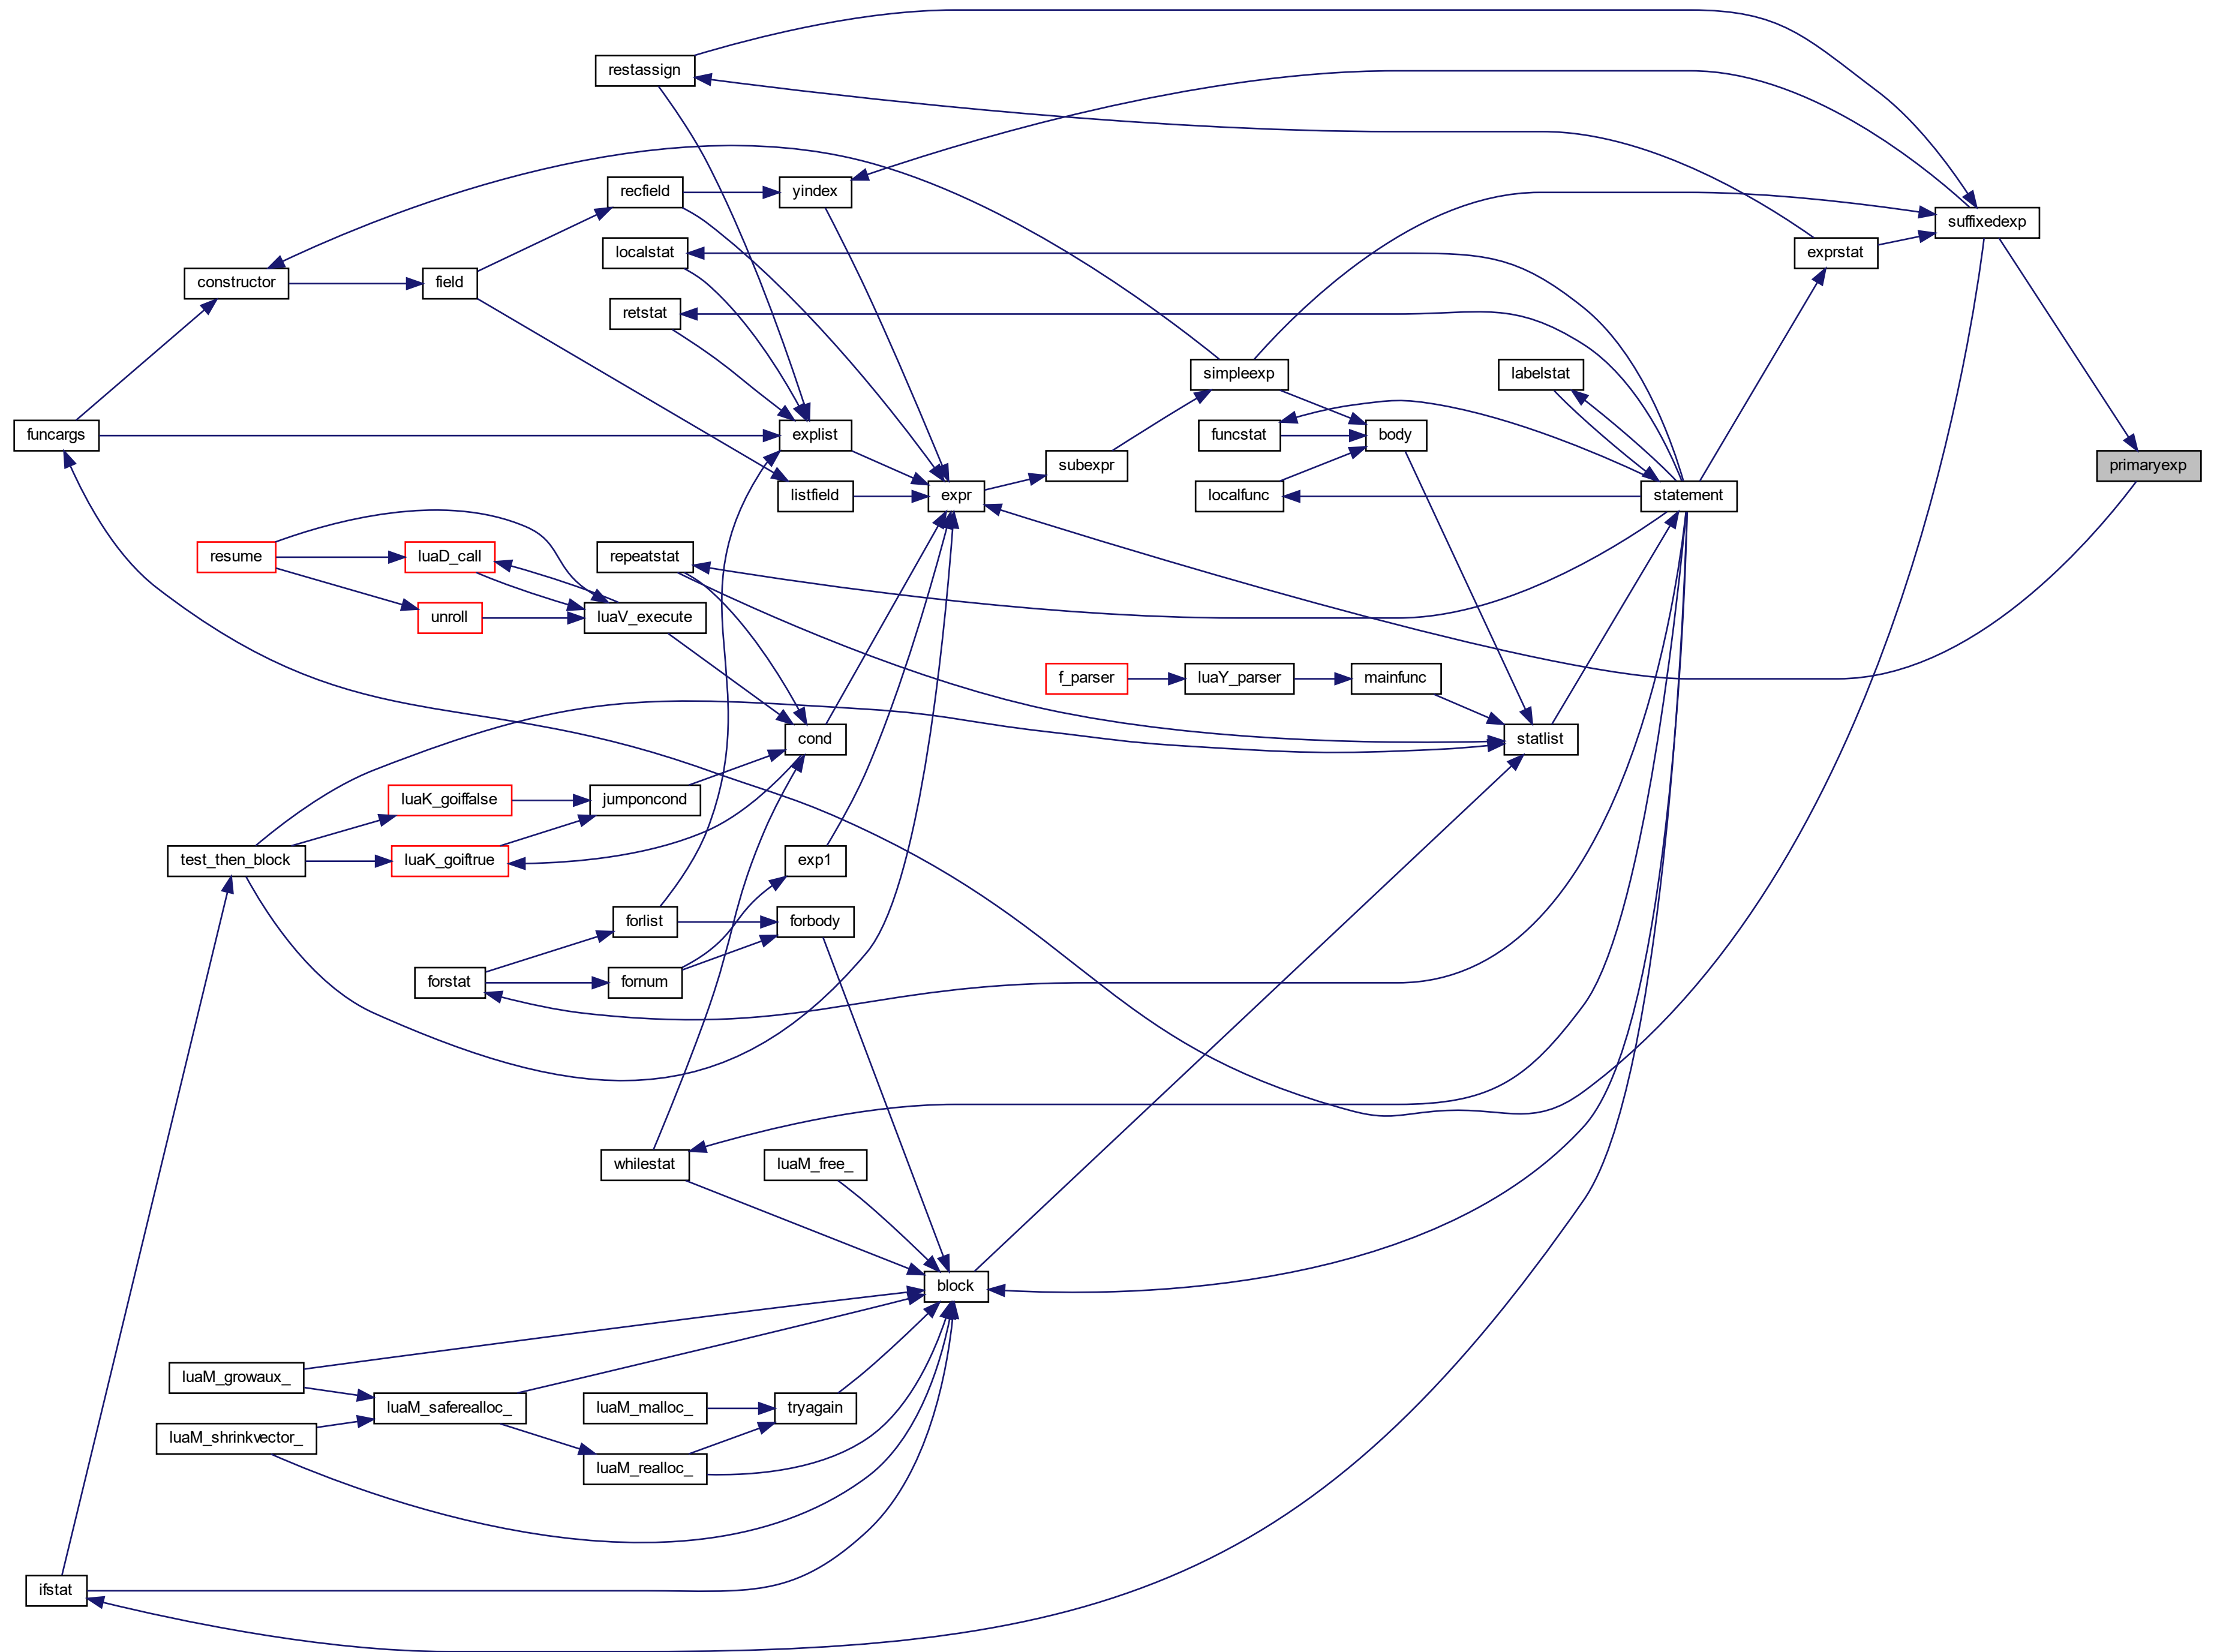 restassign
recfield
yindex
suffixedexp
localstat
exprstat
constructor
field
retstat
simpleexp
labelstat
funcargs
explist
funcstat
body
subexpr
primaryexp
listfield
expr
localfunc
statement
resume
luaD_call
repeatstat
unroll
luaV_execute
f_parser
luaY_parser
mainfunc
cond
statlist
luaK_goiffalse
jumponcond
test_then_block
luaK_goiftrue
exp1
forlist
forbody
forstat
fornum
whilestat
luaM_free_
block
luaM_growaux_
luaM_saferealloc_
luaM_malloc_
tryagain
luaM_shrinkvector_
luaM_realloc_
ifstat